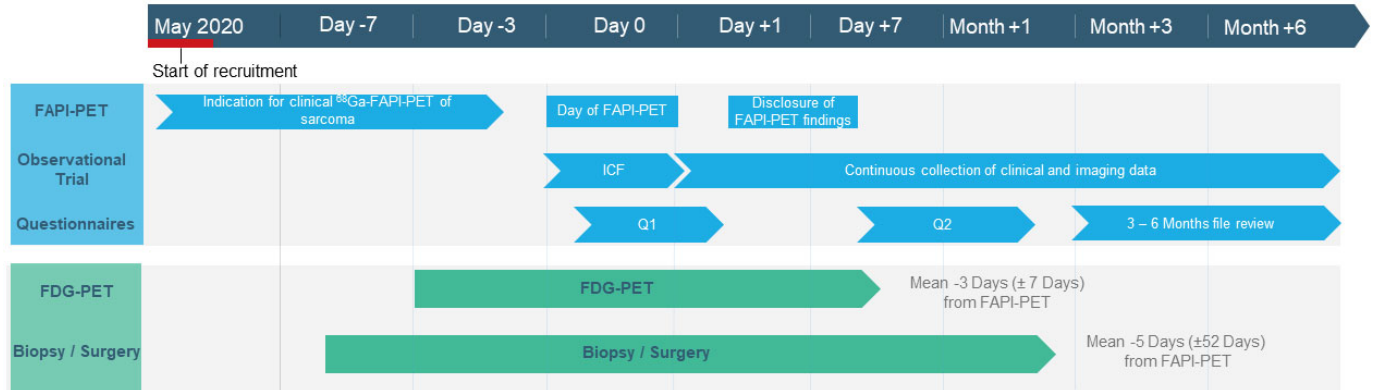 May 2020 Day -7 Day -3 Day 0 Day +1 Day +7 Month +1 Month +3 Month +6
Start of recruitment
FAPI-PET
Indication for clinical ⁶⁸Ga-FAPI-PET of
sarcoma
Day of FAPI-PET
Disclosure of
FAPI-PET findings
Observational
Trial
ICF
Continuous collection of clinical and imaging data
Questionnaires
Q1
Q2
3 – 6 Months file review
FDG-PET
FDG-PET
Mean -3 Days (± 7 Days)
from FAPI-PET
Biopsy / Surgery
Biopsy / Surgery
Mean -5 Days (±52 Days)
from FAPI-PET